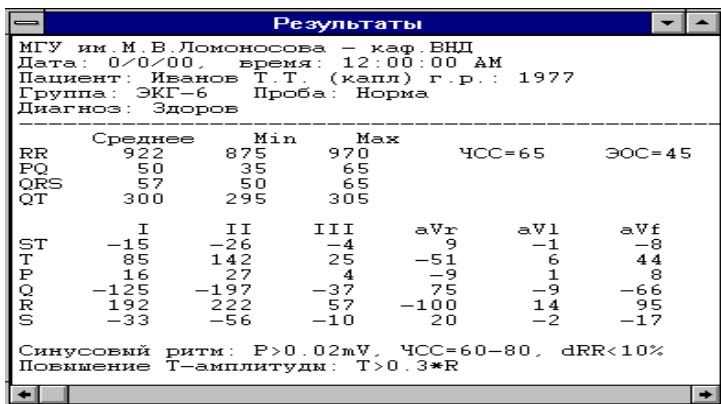 Результаты
МГУ им.М.В.Ломоносова – каф.ВНД
Дата: 0/0/00, время: 12:00:00 AM
Пациент: Иванов Т.Т. (капл) г.р.: 1977
Группа: ЭКГ-6 Проба: Норма
Диагноз: Здоров
Среднее Min Max
RR 922 875 970 ЧСС=65 ЭОС=45
PQ 50 35 65
QRS 57 50 65
QT 300 295 305
I II III aVr aVl aVf
ST -15 -26 -4 9 -1 -8
T 85 142 25 -51 6 44
P 16 27 4 -9 1 8
Q -125 -197 -37 75 -9 -66
R 192 222 57 -100 14 95
S -33 -56 -10 20 -2 -17
Синусовый ритм: P>0.02mV, ЧСС=60-80, dRR<10%
Повышение T-амплитуды: T>0.3*R